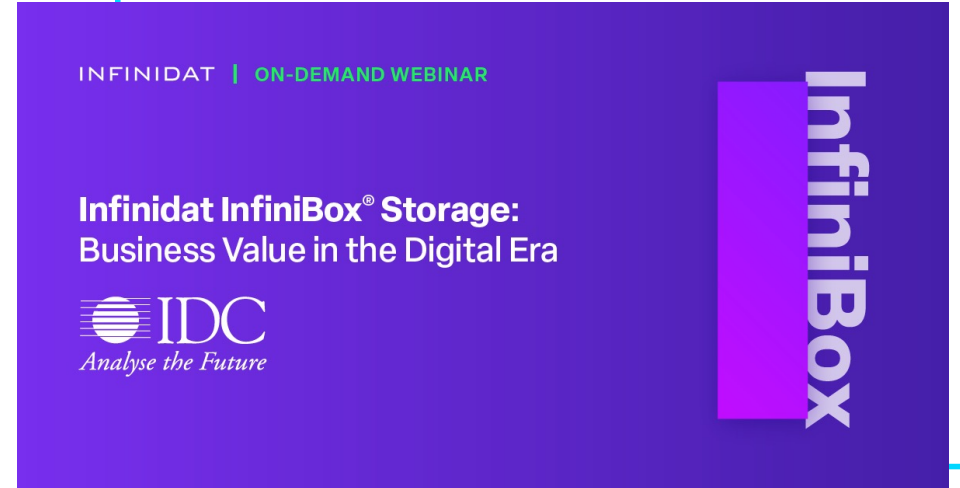 INFINIDAT | ON-DEMAND WEBINAR
Infinidat InfiniBox® Storage:
Business Value in the Digital Era
IDC
Analyse the Future
InfiniBox